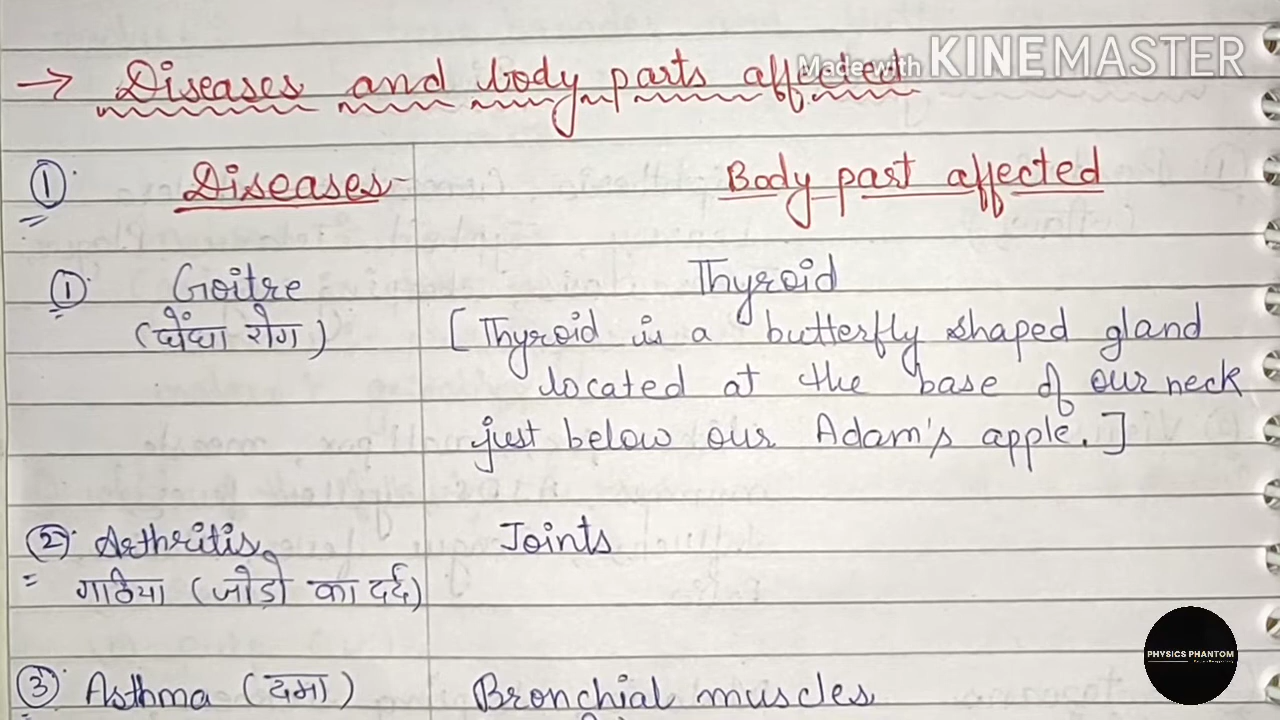 Made with KINEMASTER
→ Diseases and body parts affected
① Diseases- Body part affected
① Goitre Thyroid
(घेंघा रोग) [Thyroid is a butterfly shaped gland
located at the base of our neck
just below our Adam's apple.]
② Arthritis Joints
गाठिया (जोड़ो का दर्द)
③ Asthma (दमा) Bronchial muscles
PHYSICS PHANTOM